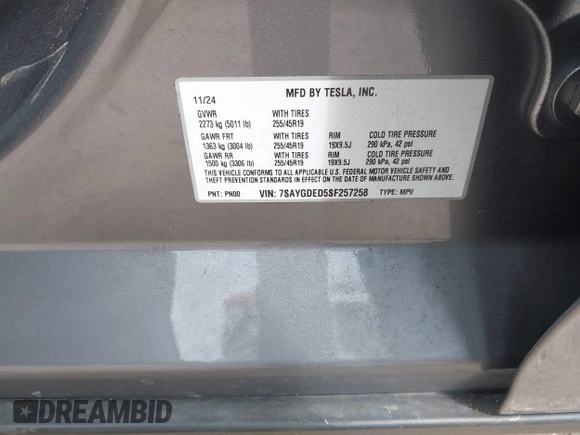 MFD BY TESLA, INC.
11/24
GVWR WITH TIRES
2273 kg (5011 lb) 255/45R19
GAWR FRT WITH TIRES RIM COLD TIRE PRESSURE
1363 kg (3004 lb) 255/45R19 19X9.5J 290 kPa, 42 psi
GAWR RR WITH TIRES RIM COLD TIRE PRESSURE
1500 kg (3306 lb) 255/45R19 19X9.5J 290 kPa, 42 psi
THIS VEHICLE CONFORMS TO ALL APPLICABLE U.S. FEDERAL MOTOR VEHICLE SAFETY AND
THEFT PREVENTION STANDARDS IN EFFECT ON THE DATE OF MANUFACTURE SHOWN ABOVE.
PNT: PN00 VIN: 7SAYGDED5SF257258 TYPE: MPV
DREAMBID